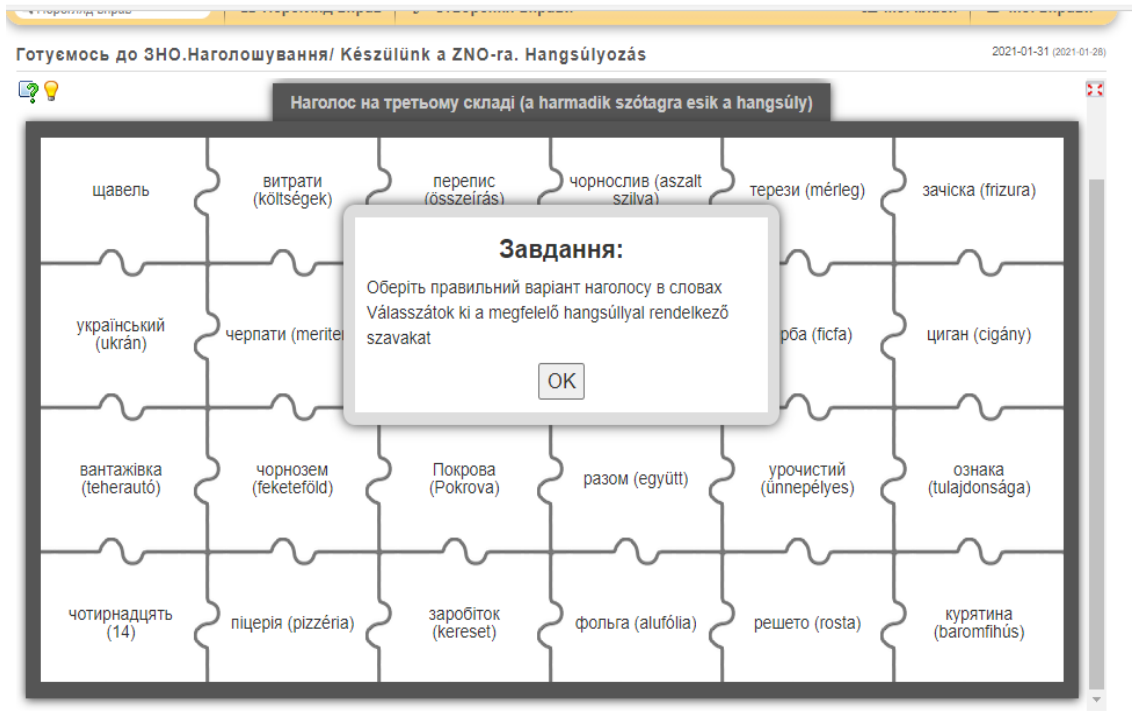 Готуємось до ЗНО.Наголошування/ Készülünk a ZNO-ra. Hangsúlyozás
2021-01-31 (2021-01-28)
Наголос на третьому складі (a harmadik szótagra esik a hangsúly)
щавель
витрати
(költségek)
перепис
(összeírás)
чорнослив (aszalt
szilva)
терези (mérleg)
зачіска (frizura)
Завдання:
Оберіть правильний варіант наголосу в словах
Válasszátok ki a megfelelő hangsúllyal rendelkező
szavakat
OK
український
(ukrán)
черпати
(ficfa)
циган (cigány)
вантажівка
(teherautó)
чорнозем
(feketeföld)
Покрова
(Pokrova)
разом (együtt)
урочистий
(ünnepélyes)
ознака
(tulajdonsága)
чотирнадцять
(14)
піцерія (pizzéria)
заробіток
(kereset)
фольга (alufólia)
решето (rosta)
курятина
(baromfihús)